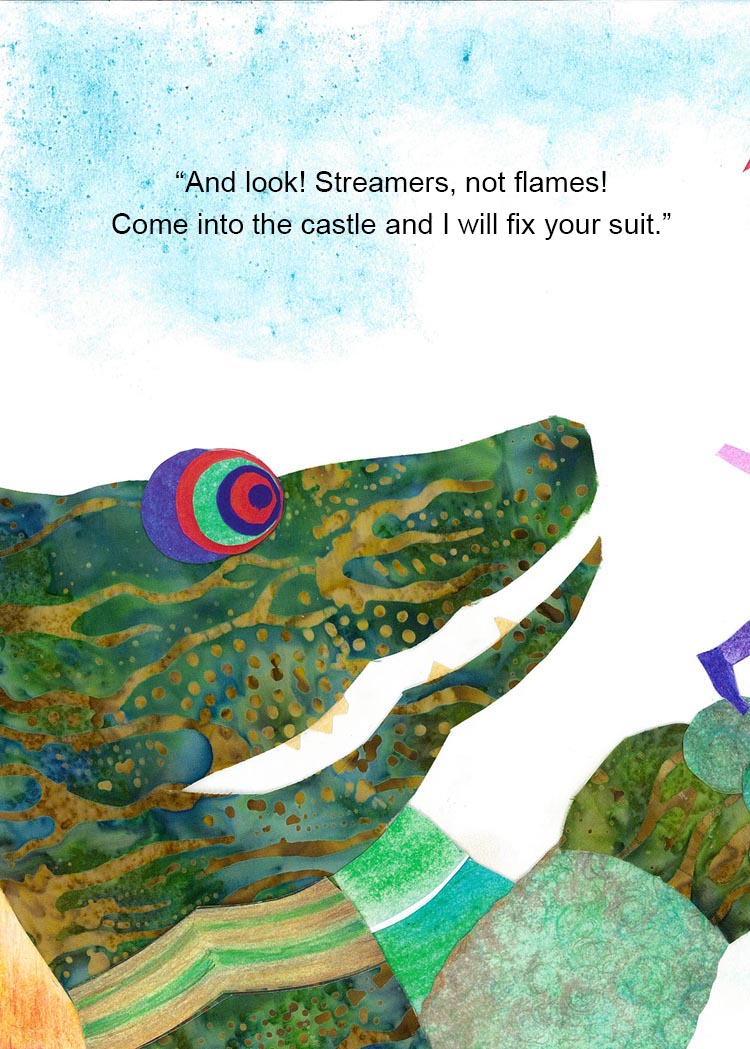 “And look! Streamers, not flames!
Come into the castle and I will fix your suit.”